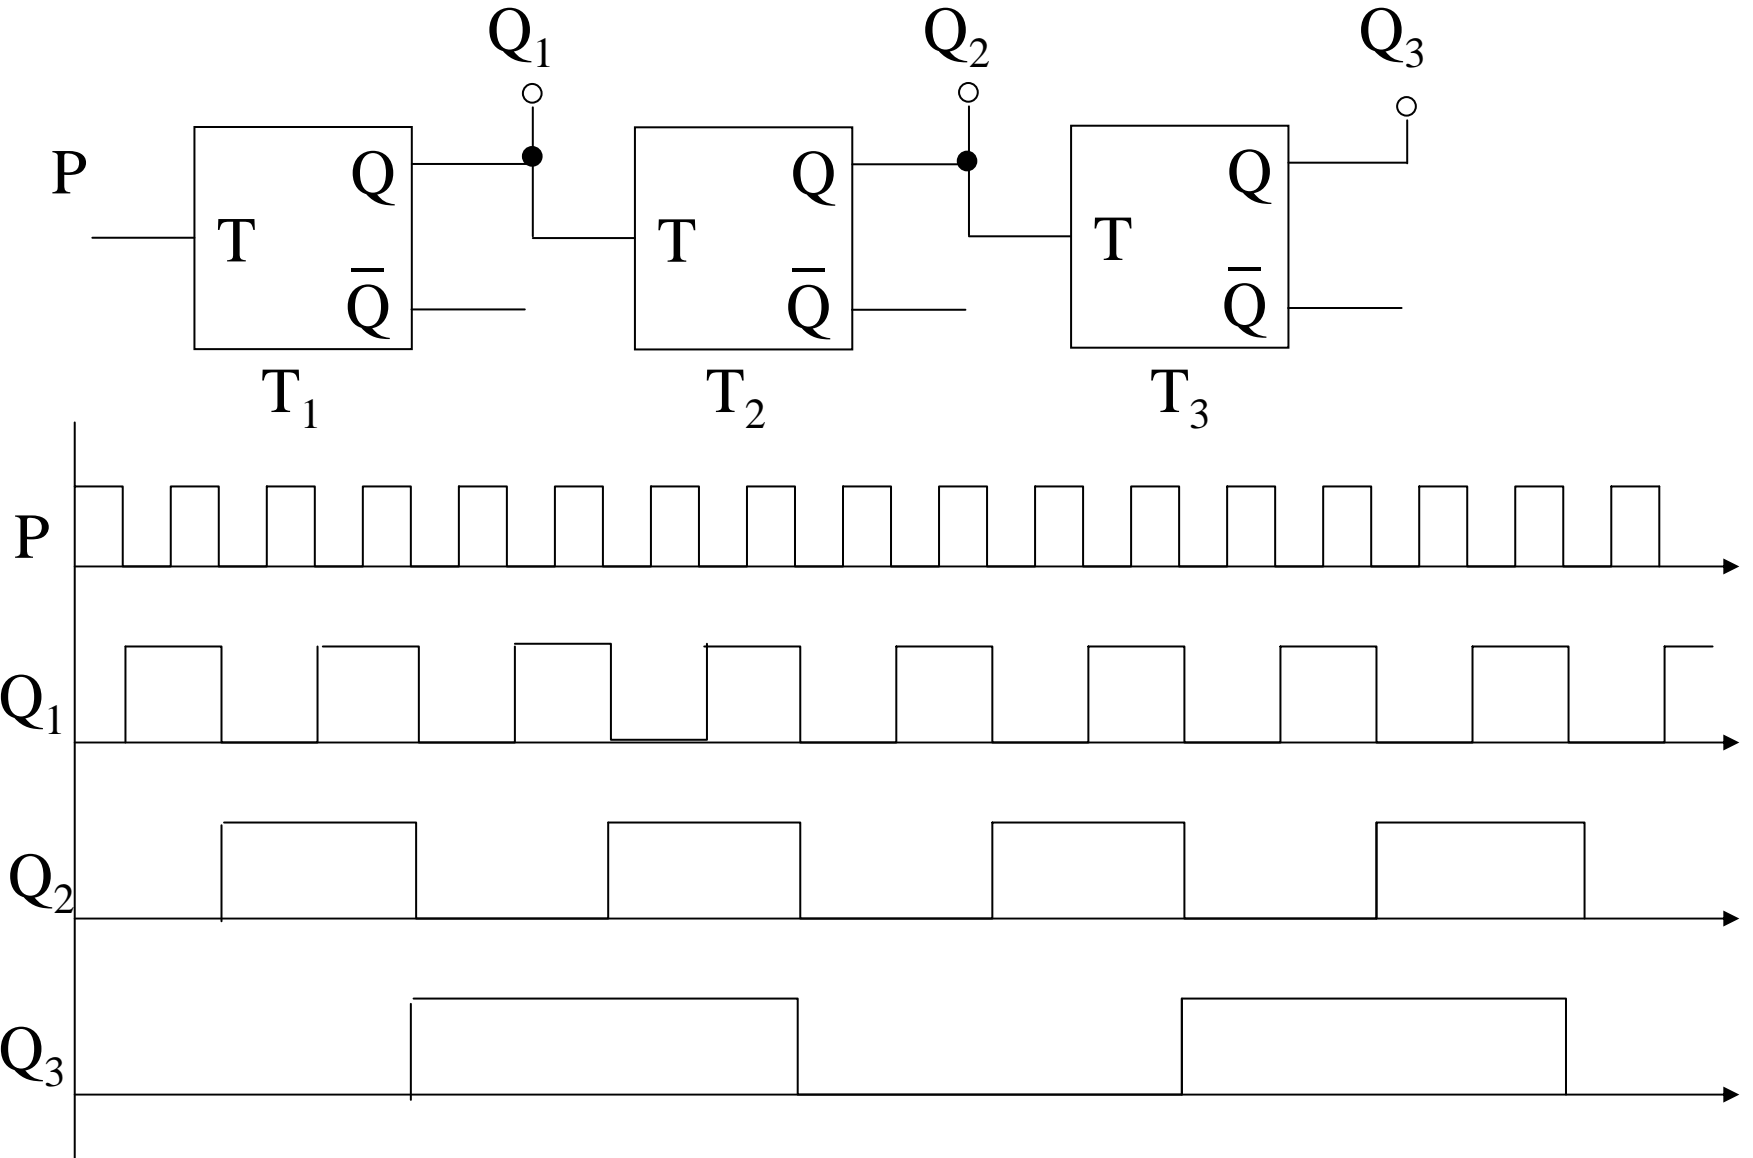 Q1 Q2 Q3
P
T Q Q̅ T Q Q̅ T Q Q̅
T1 T2 T3
P
Q1
Q2
Q3